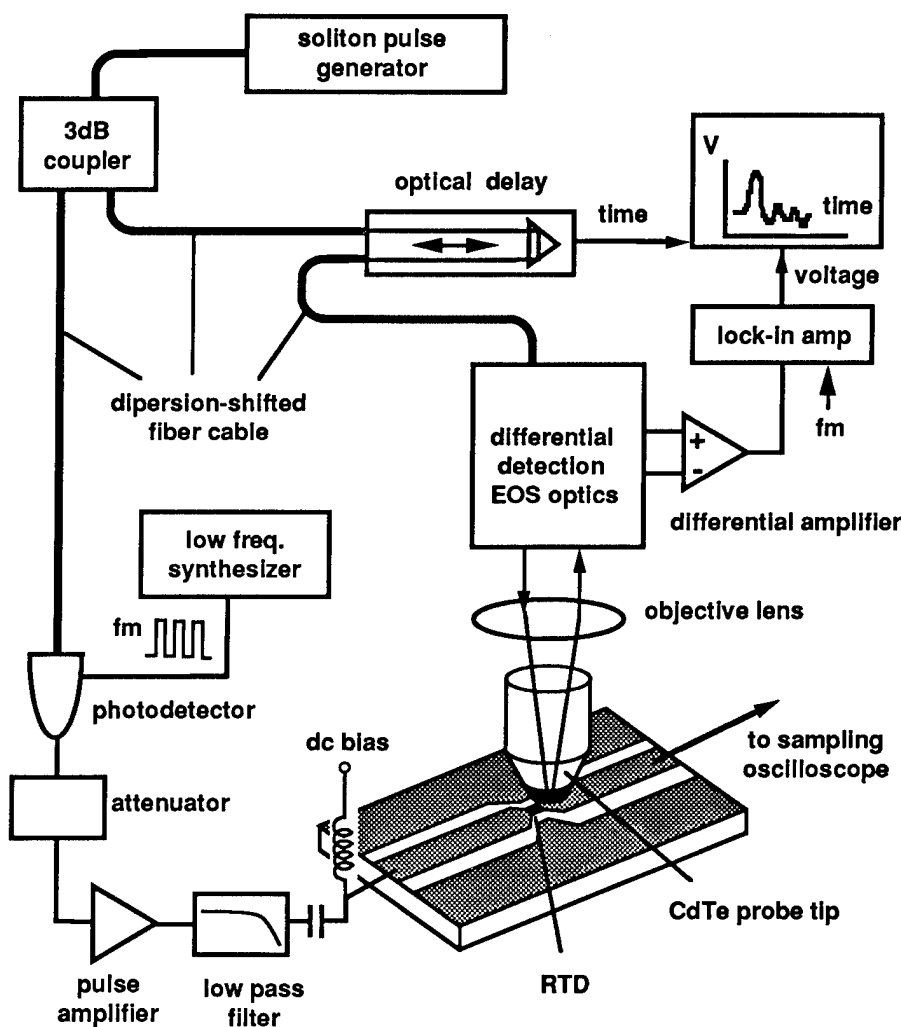 soliton pulse
generator
3dB
coupler
optical delay
time
V
time
voltage
lock-in amp
fm
dipersion-shifted
fiber cable
differential
detection
EOS optics
+
-
differential amplifier
low freq.
synthesizer
fm
objective lens
photodetector
dc bias
to sampling
oscilloscope
attenuator
CdTe probe tip
RTD
pulse
amplifier
low pass
filter